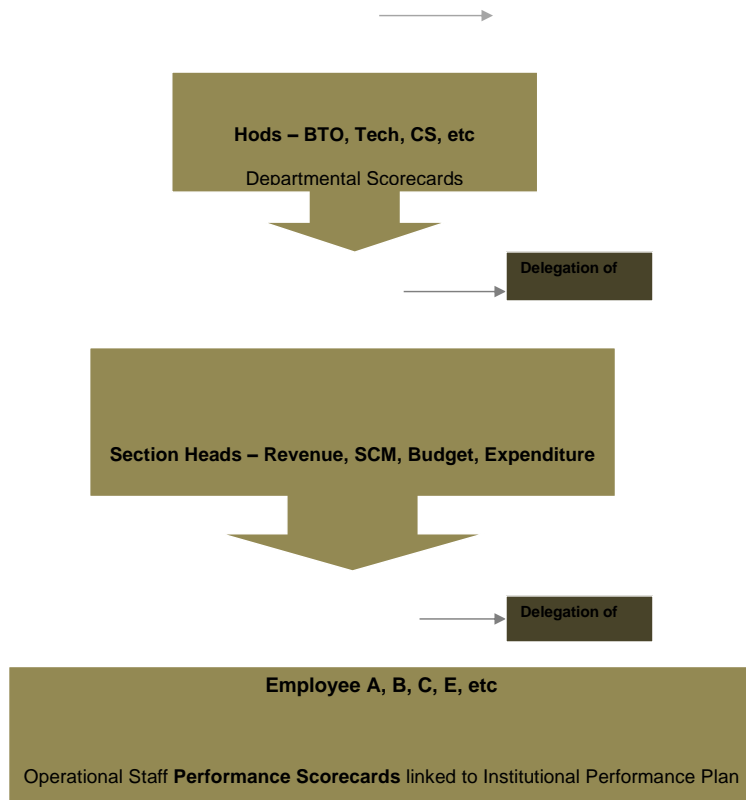 Hods – BTO, Tech, CS, etc
Departmental Scorecards
Delegation of
Section Heads – Revenue, SCM, Budget, Expenditure
Delegation of
Employee A, B, C, E, etc
Operational Staff Performance Scorecards linked to Institutional Performance Plan